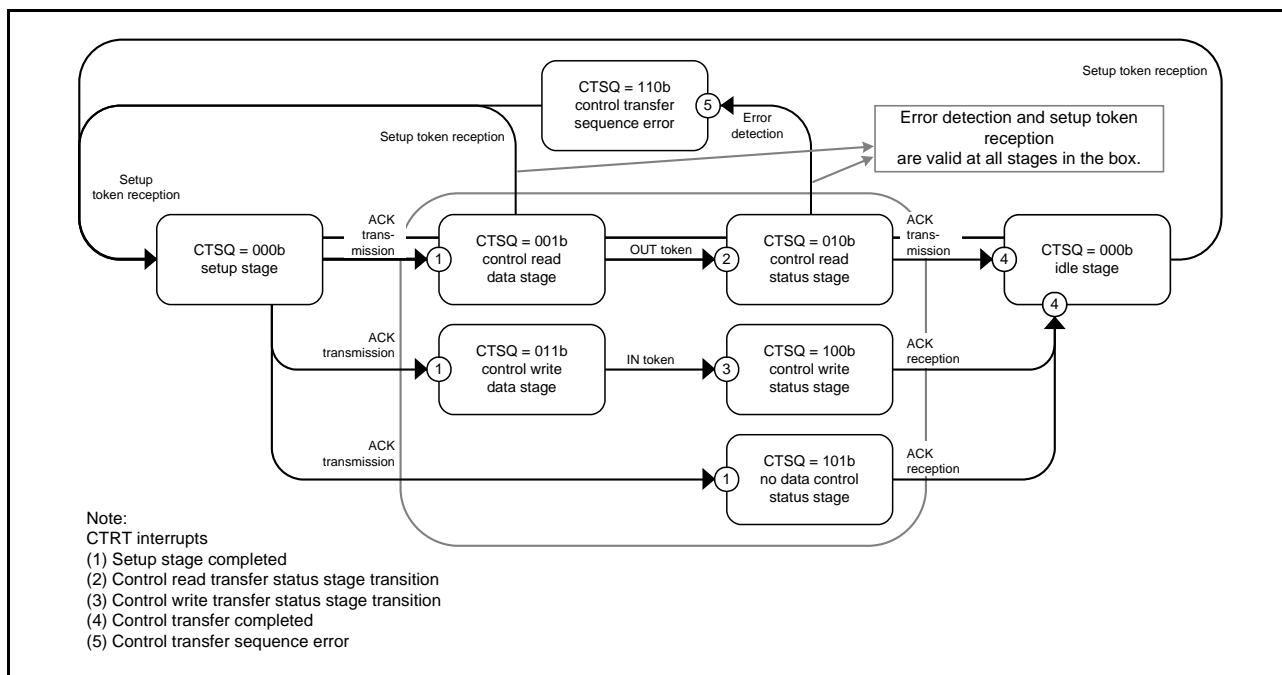 Setup token reception
CTSQ = 110b
control transfer
sequence error
5
Error
detection
Error detection and setup token
reception
are valid at all stages in the box.
Setup token reception
Setup
token reception
CTSQ = 000b
setup stage
ACK
trans-
mission
1
CTSQ = 001b
control read
data stage
OUT token
2
CTSQ = 010b
control read
status stage
ACK
trans-
mission
4
CTSQ = 000b
idle stage
4
ACK
transmission
1
CTSQ = 011b
control write
data stage
IN token
3
CTSQ = 100b
control write
status stage
ACK
reception
ACK
transmission
1
CTSQ = 101b
no data control
status stage
ACK
reception
Note:
CTRT interrupts
(1) Setup stage completed
(2) Control read transfer status stage transition
(3) Control write transfer status stage transition
(4) Control transfer completed
(5) Control transfer sequence error